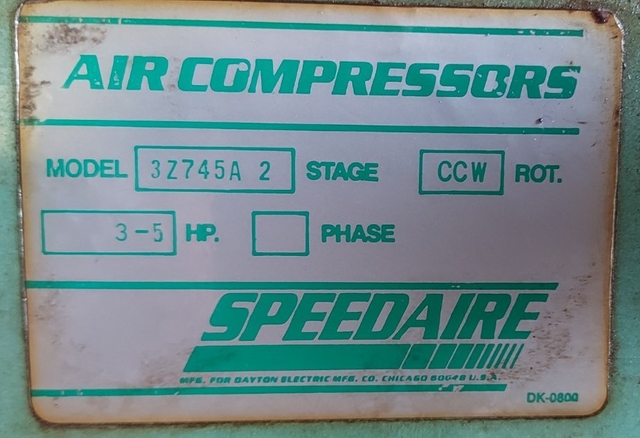 AIR COMPRESSORS
MODEL 3Z745A 2 STAGE CCW ROT.
3-5 HP. PHASE
SPEEDAIRE
MFG. FOR DAYTON ELECTRIC MFG. CO. CHICAGO 60648 U.S.A.
DK-0800